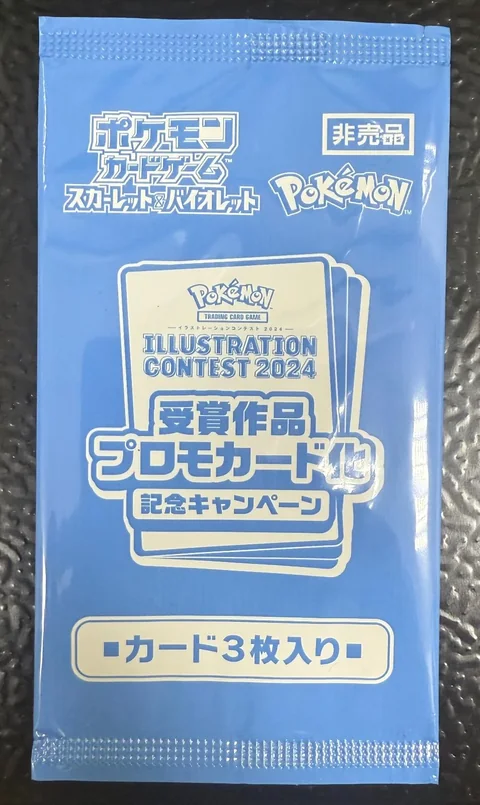 ポケモン
カードゲーム™
スカーレット&バイオレット
非売品
Pokémon™
Pokémon
TRADING CARD GAME
イラストレーションコンテスト 2024
ILLUSTRATION
CONTEST 2024
受賞作品
プロモカード化
記念キャンペーン
■カード3枚入り■